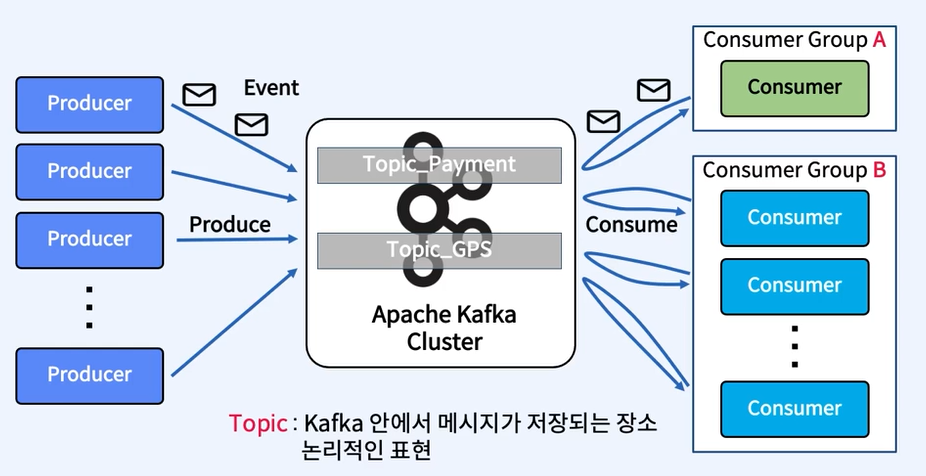 Producer
Producer
Producer
Producer
Event
Produce
Topic_Payment
Topic_GPS
Apache Kafka
Cluster
Consume
Consumer Group A
Consumer
Consumer Group B
Consumer
Consumer
Consumer
Topic : Kafka 안에서 메시지가 저장되는 장소
논리적인 표현